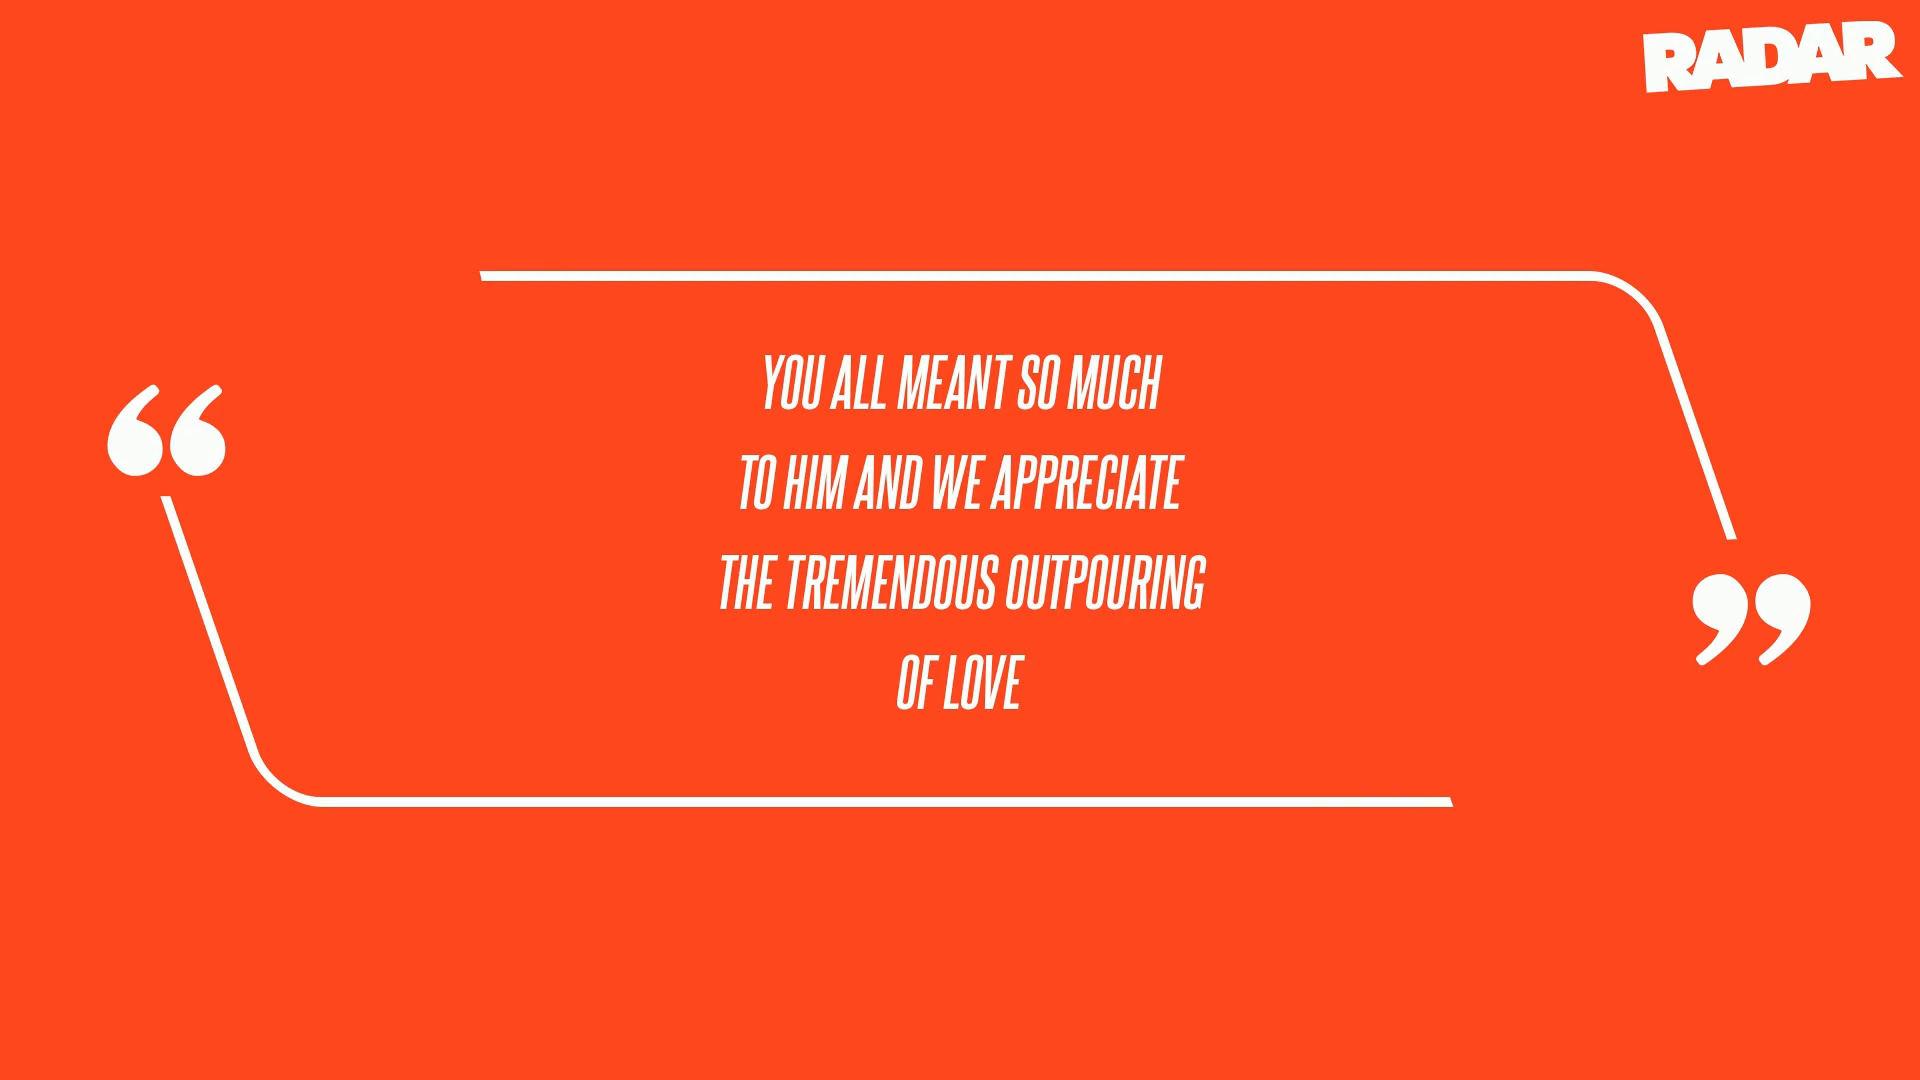 RADAR
“
YOU ALL MEANT SO MUCH
TO HIM AND WE APPRECIATE
THE TREMENDOUS OUTPOURING
OF LOVE
”